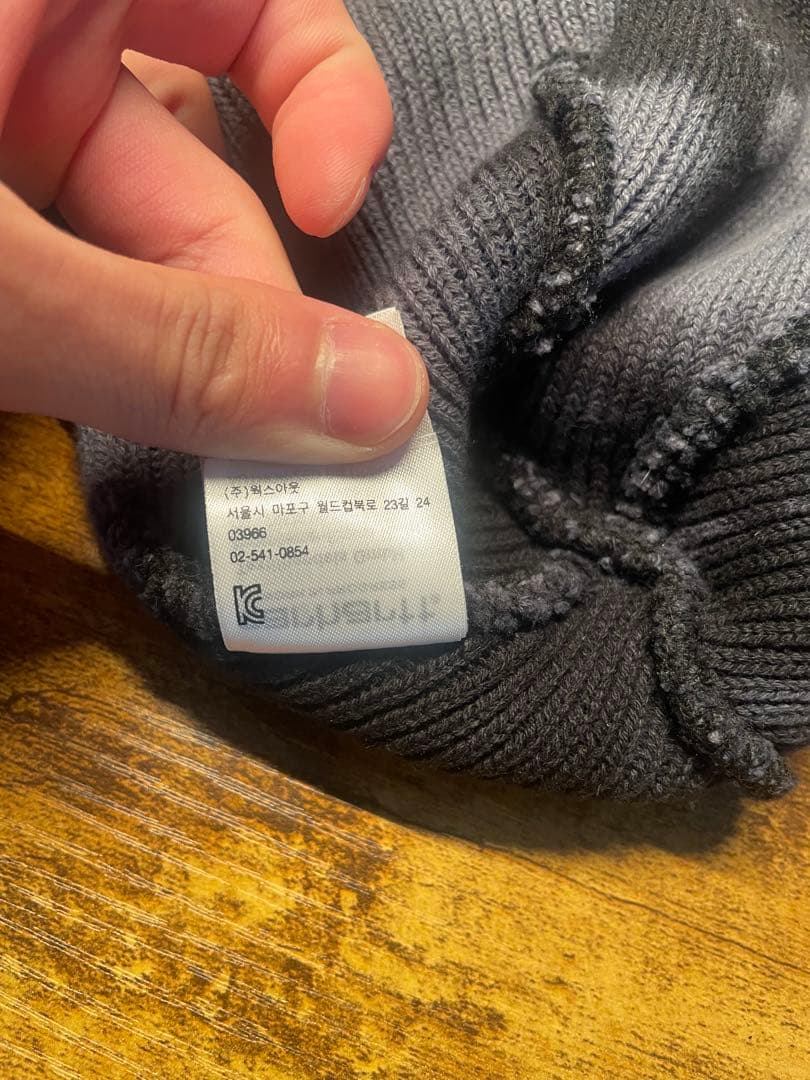 (주)웍스아웃
서울시 마포구 월드컵북로 23길 24
03966
02-541-0854